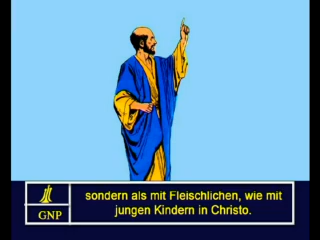 sondern als mit Fleischlichen, wie mit
jungen Kindern in Christo.
GNP